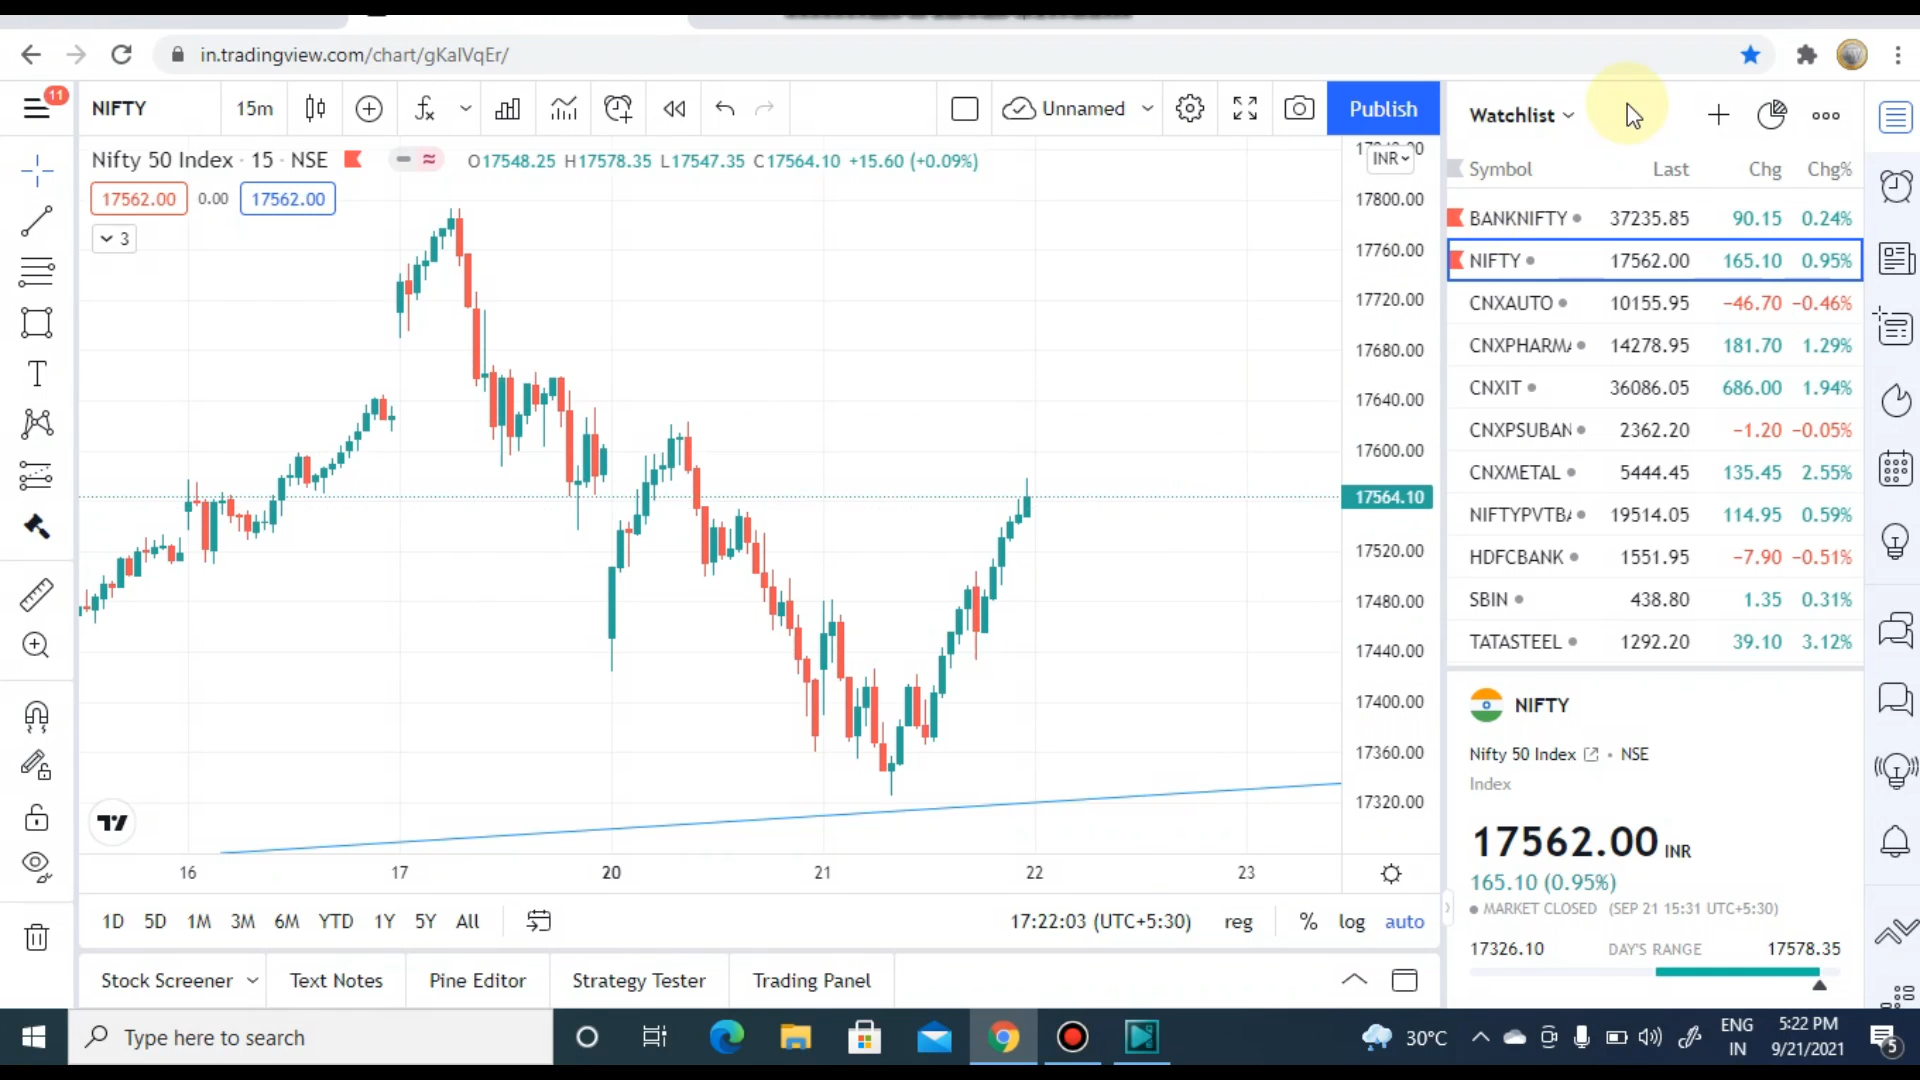 in.tradingview.com/chart/gKalVqEr/
11
NIFTY
15m
Unnamed
Publish
Nifty 50 Index · 15 · NSE
O17548.25 H17578.35 L17547.35 C17564.10 +15.60 (+0.09%)
17562.00 0.00 17562.00
3
INR
17800.00
17760.00
17720.00
17680.00
17640.00
17600.00
17564.10
17520.00
17480.00
17440.00
17400.00
17360.00
17320.00
16 17 20 21 22 23
1D 5D 1M 3M 6M YTD 1Y 5Y All
17:22:03 (UTC+5:30) reg % log auto
Stock Screener Text Notes Pine Editor Strategy Tester Trading Panel
Watchlist
Symbol Last Chg Chg%
BANKNIFTY 37235.85 90.15 0.24%
NIFTY 17562.00 165.10 0.95%
CNXAUTO 10155.95 −46.70 −0.46%
CNXPHARMA 14278.95 181.70 1.29%
CNXIT 36086.05 686.00 1.94%
CNXPSUBAN 2362.20 −1.20 −0.05%
CNXMETAL 5444.45 135.45 2.55%
NIFTYPVTBA 19514.05 114.95 0.59%
HDFCBANK 1551.95 −7.90 −0.51%
SBIN 438.80 1.35 0.31%
TATASTEEL 1292.20 39.10 3.12%
NIFTY
Nifty 50 Index • NSE
Index
17562.00 INR
165.10 (0.95%)
MARKET CLOSED (SEP 21 15:31 UTC+5:30)
17326.10 DAY'S RANGE 17578.35
Type here to search
30°C
ENG
IN
5:22 PM
9/21/2021
5